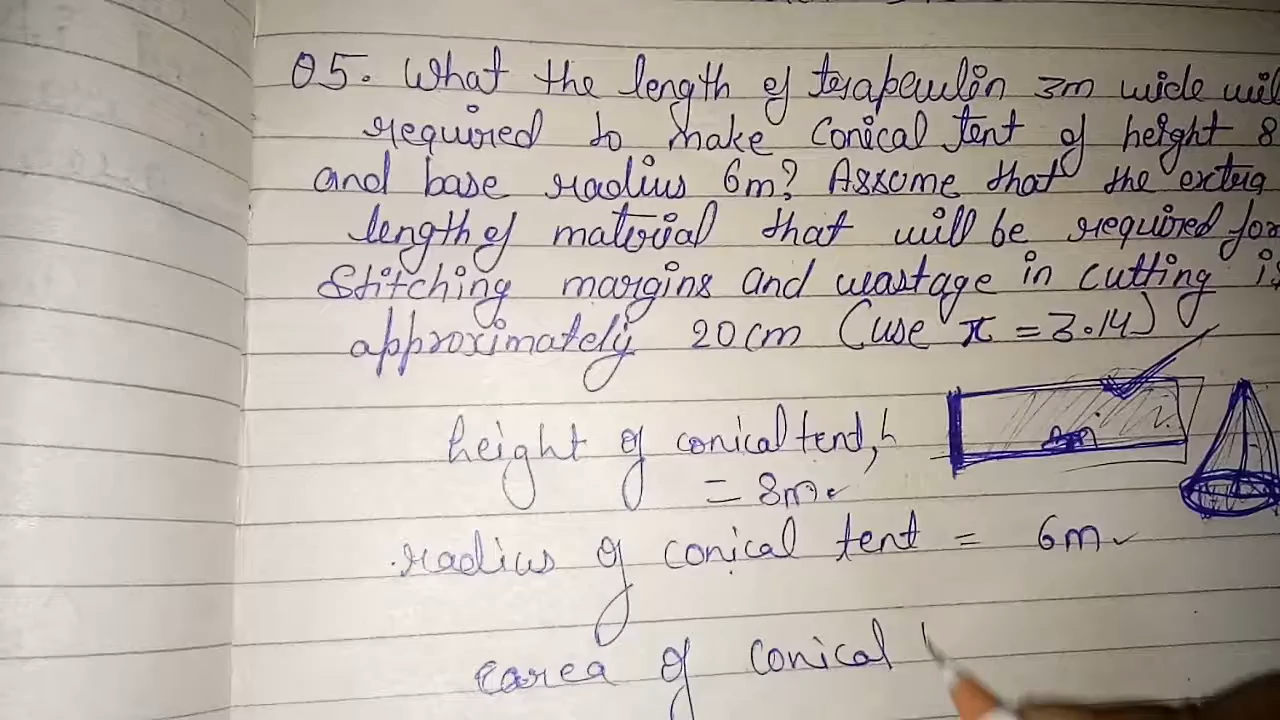 Q5. What the length of terapaulin 3m wide will
required to make conical tent of height 8
and base radius 6m? Assume that the extra
length of material that will be required for
Stitching margins and wastage in cutting is
approximately 20cm (use π = 3.14)
height of conical tent, h
= 8m
radius of conical tent = 6m
carea of conical